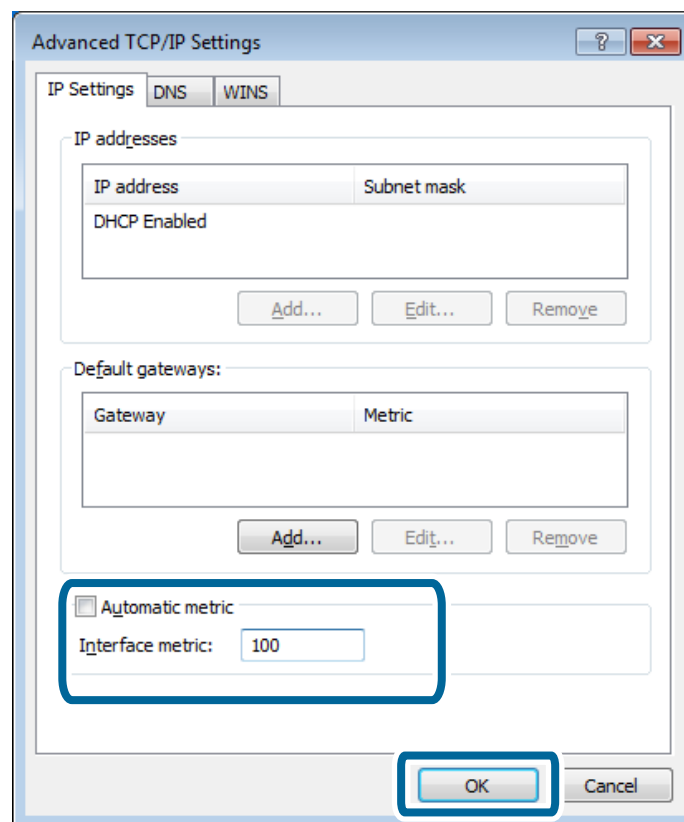 Advanced TCP/IP Settings
?
IP Settings DNS WINS
IP addresses
IP address Subnet mask
DHCP Enabled
Add... Edit... Remove
Default gateways:
Gateway Metric
Add... Edit... Remove
Automatic metric
Interface metric: 100
OK Cancel